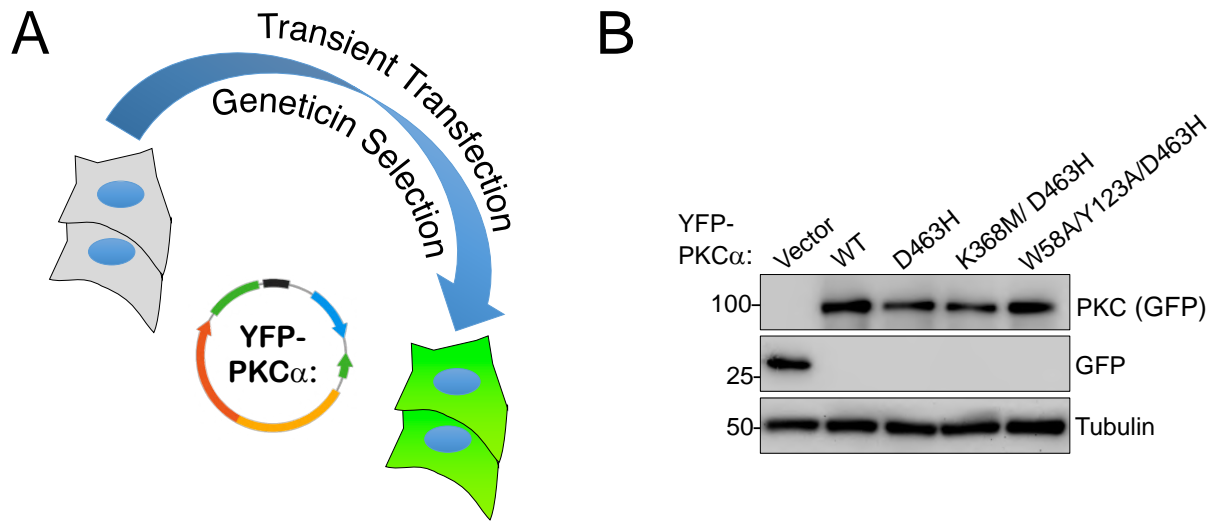 A
Transient Transfection
Geneticin Selection
YFP-
PKCα:
B
YFP-
PKCα:
Vector
WT
D463H
K368M/ D463H
W58A/Y123A/D463H
100
PKC (GFP)
25
GFP
50
Tubulin